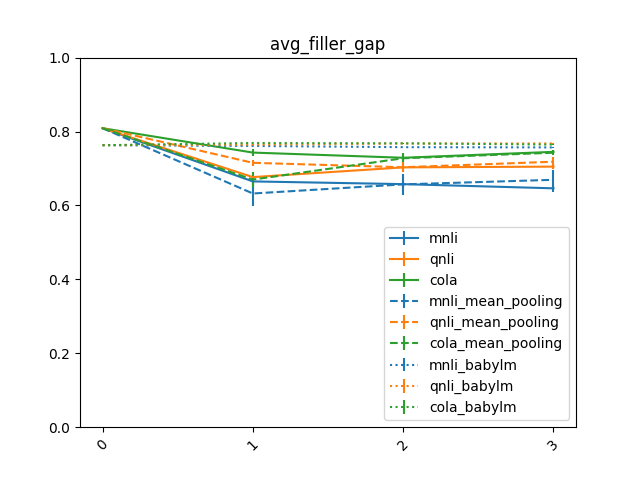 avg_filler_gap
1.0
0.8
0.6
0.4
0.2
0.0
0
1
2
3
mnli
qnli
cola
mnli_mean_pooling
qnli_mean_pooling
cola_mean_pooling
mnli_babylm
qnli_babylm
cola_babylm